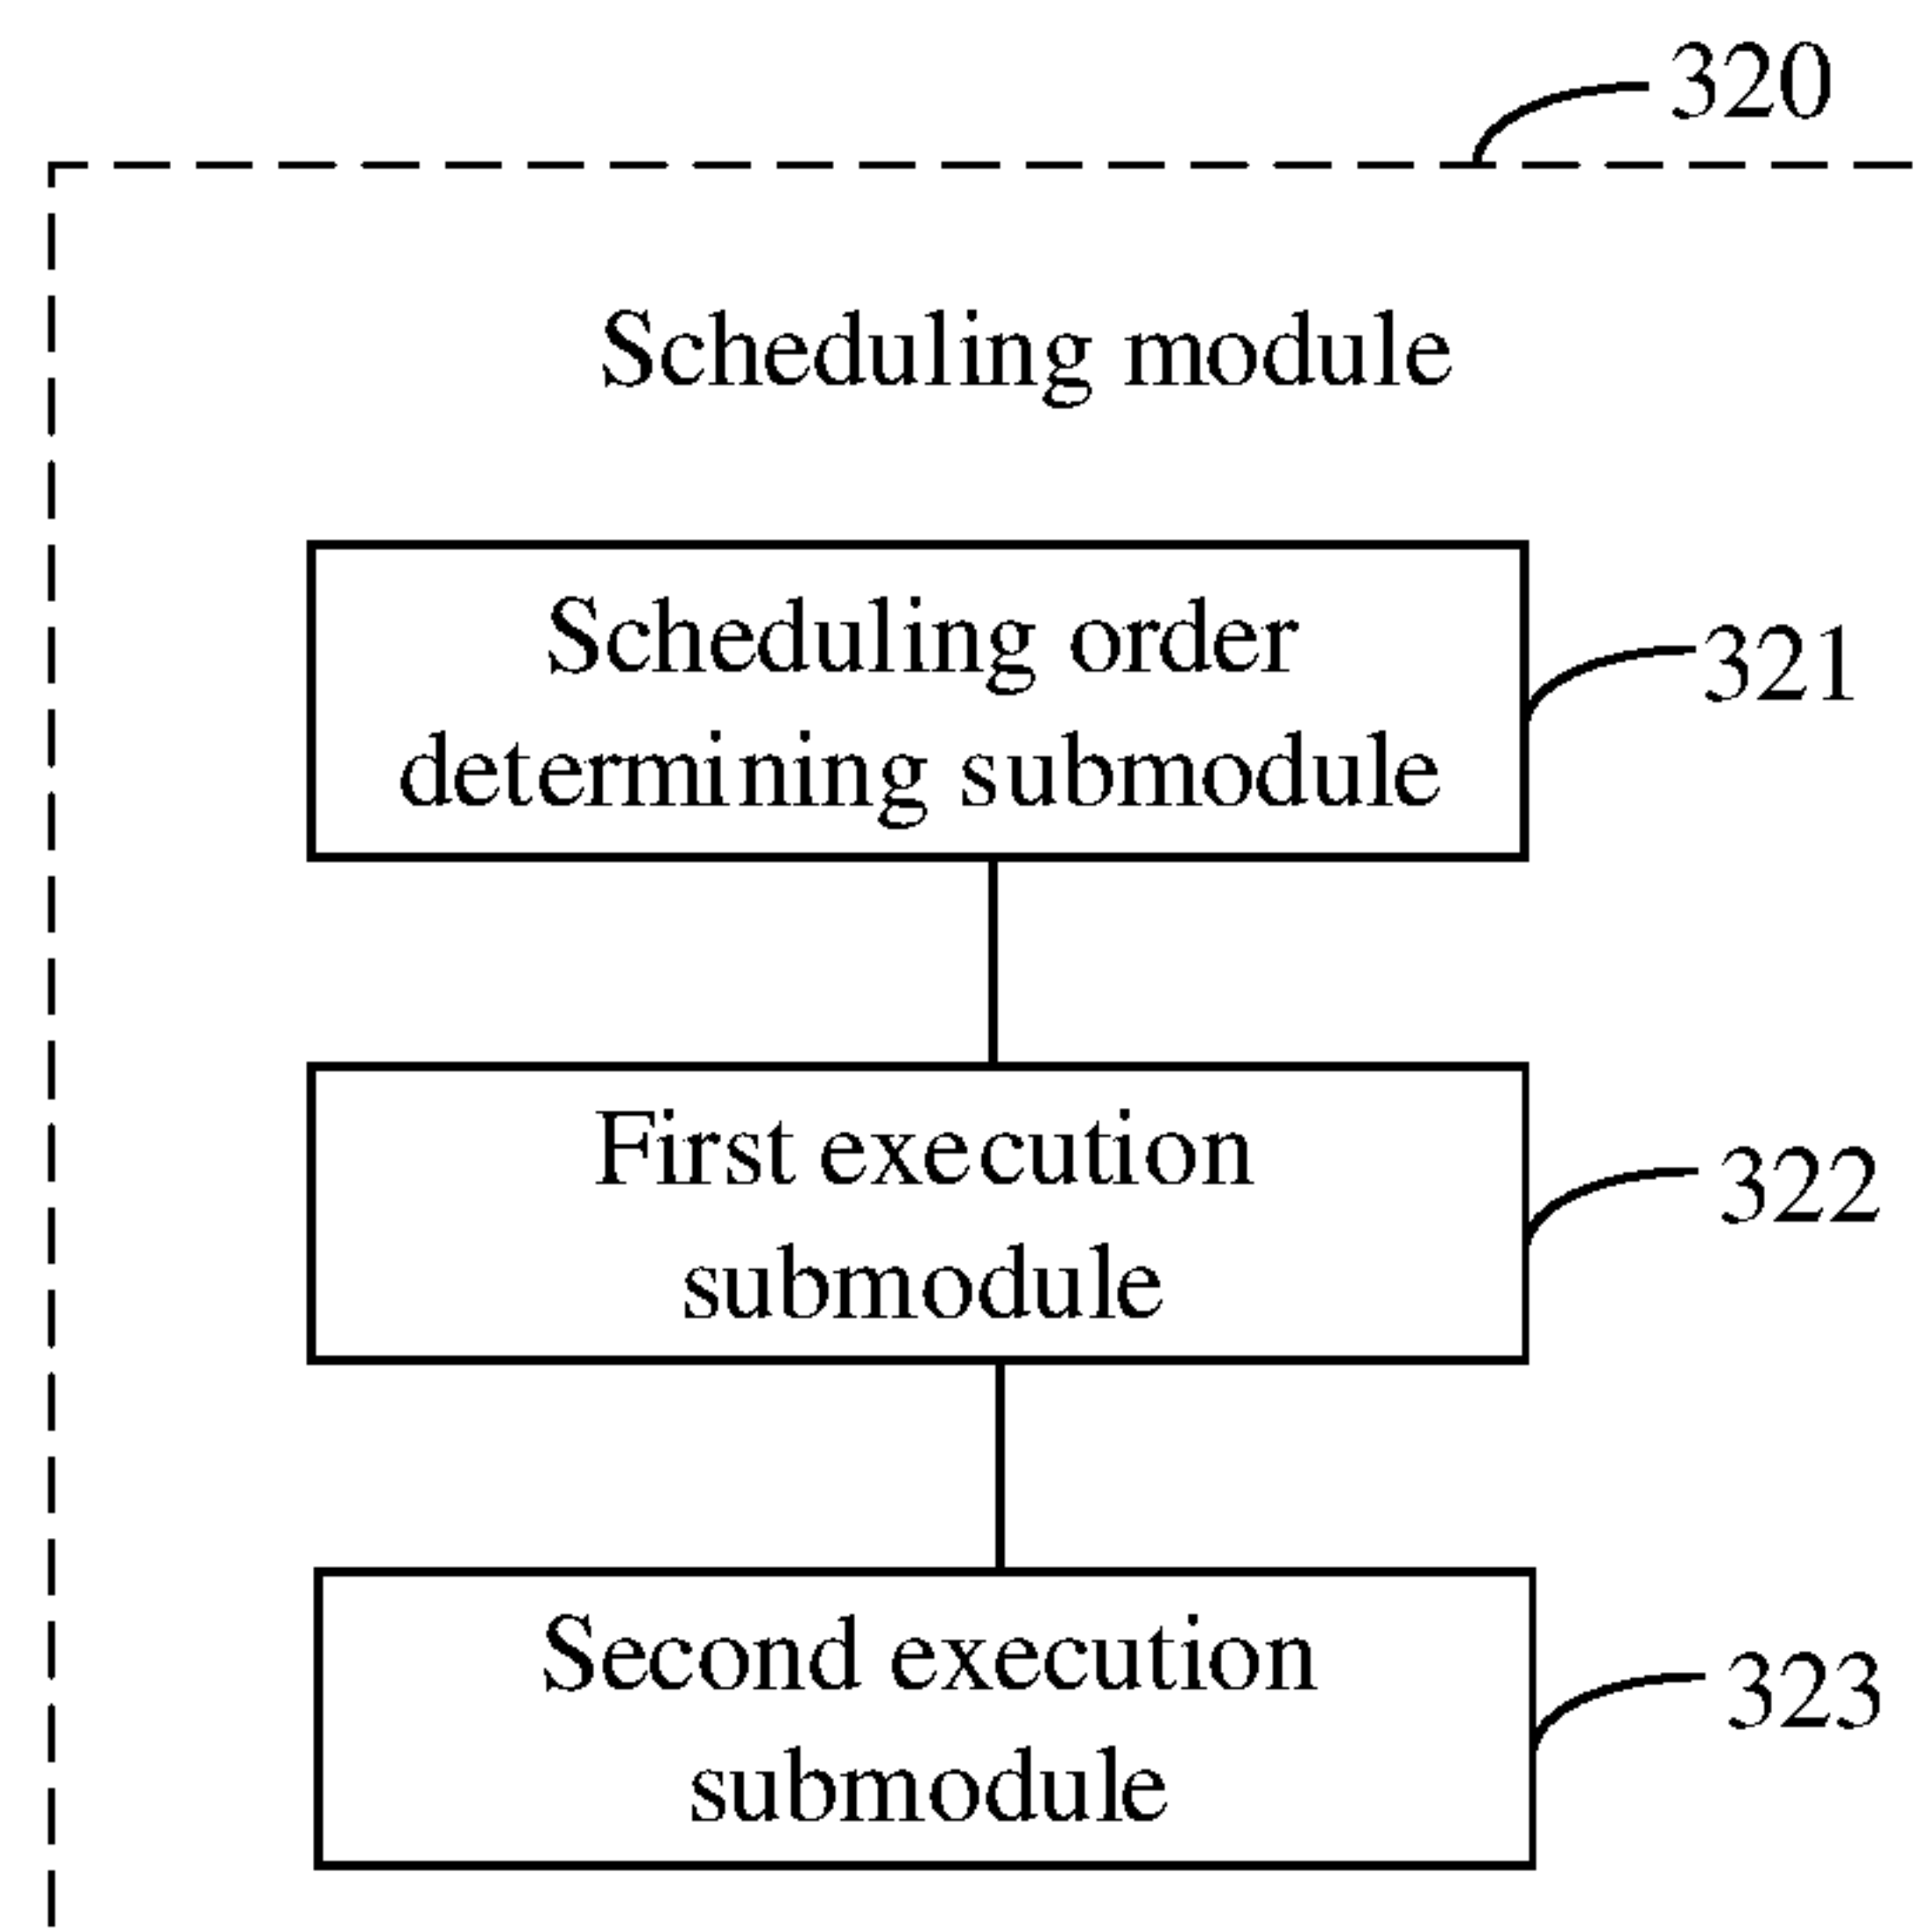 320
Scheduling module
Scheduling order
determining submodule
321
First execution
submodule
322
Second execution
submodule
323